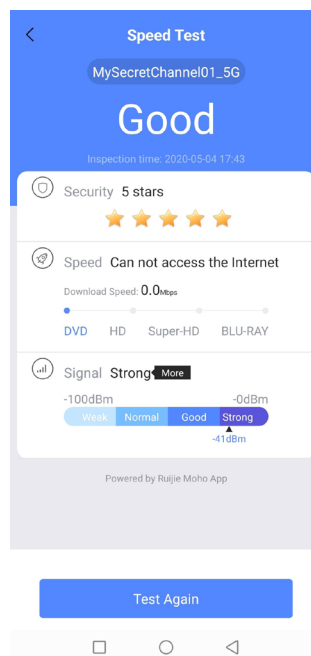 Speed Test
MySecretChannel01_5G
Good
Inspection time: 2020-05-04 17:43
Security 5 stars
Speed Can not access the Internet
Download Speed: 0.0Mbps
DVD HD Super-HD BLU-RAY
Signal Strong More
-100dBm -0dBm
Weak Normal Good Strong
-41dBm
Powered by Ruijie Moho App
Test Again